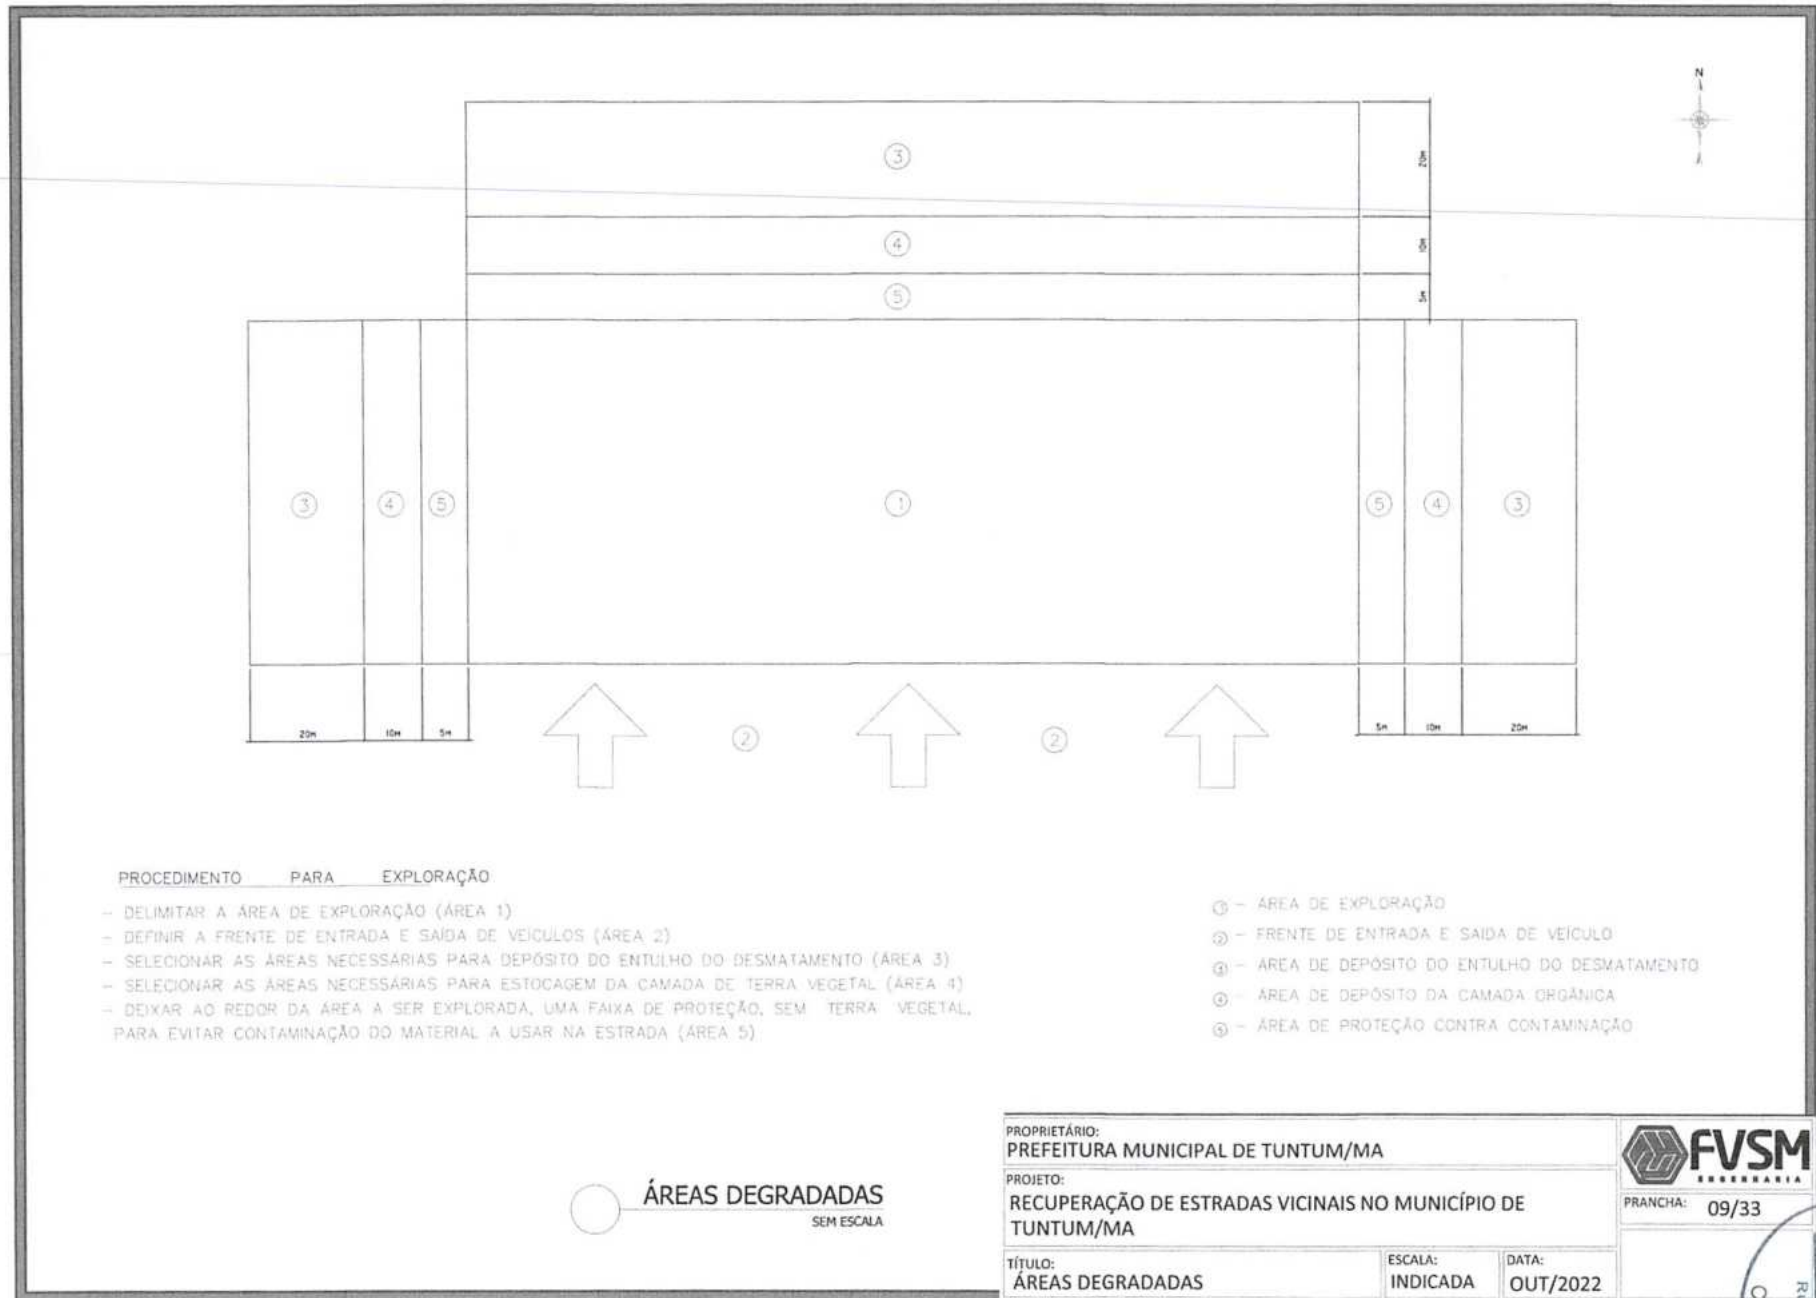 N
③
20M
④
10M
⑤
5M
③
④
⑤
①
⑤
④
③
20M
10M
5M
②
②
5M
10M
20M
PROCEDIMENTO PARA EXPLORAÇÃO
- DELIMITAR A ÁREA DE EXPLORAÇÃO (ÁREA 1)
- DEFINIR A FRENTE DE ENTRADA E SAÍDA DE VEÍCULOS (ÁREA 2)
- SELECIONAR AS ÁREAS NECESSÁRIAS PARA DEPÓSITO DO ENTULHO DO DESMATAMENTO (ÁREA 3)
- SELECIONAR AS ÁREAS NECESSÁRIAS PARA ESTOCAGEM DA CAMADA DE TERRA VEGETAL (ÁREA 4)
- DEIXAR AO REDOR DA ÁREA A SER EXPLORADA, UMA FAIXA DE PROTEÇÃO, SEM TERRA VEGETAL,
PARA EVITAR CONTAMINAÇÃO DO MATERIAL A USAR NA ESTRADA (ÁREA 5)
① - ÁREA DE EXPLORAÇÃO
② - FRENTE DE ENTRADA E SAIDA DE VEÍCULO
③ - ÁREA DE DEPÓSITO DO ENTULHO DO DESMATAMENTO
④ - ÁREA DE DEPÓSITO DA CAMADA ORGÂNICA
⑤ - ÁREA DE PROTEÇÃO CONTRA CONTAMINAÇÃO
ÁREAS DEGRADADAS
SEM ESCALA
PROPRIETÁRIO:
PREFEITURA MUNICIPAL DE TUNTUM/MA
PROJETO:
RECUPERAÇÃO DE ESTRADAS VICINAIS NO MUNICÍPIO DE
TUNTUM/MA
TÍTULO:
ÁREAS DEGRADADAS
ESCALA:
INDICADA
DATA:
OUT/2022
FVSM
ENGENHARIA
PRANCHA: 09/33